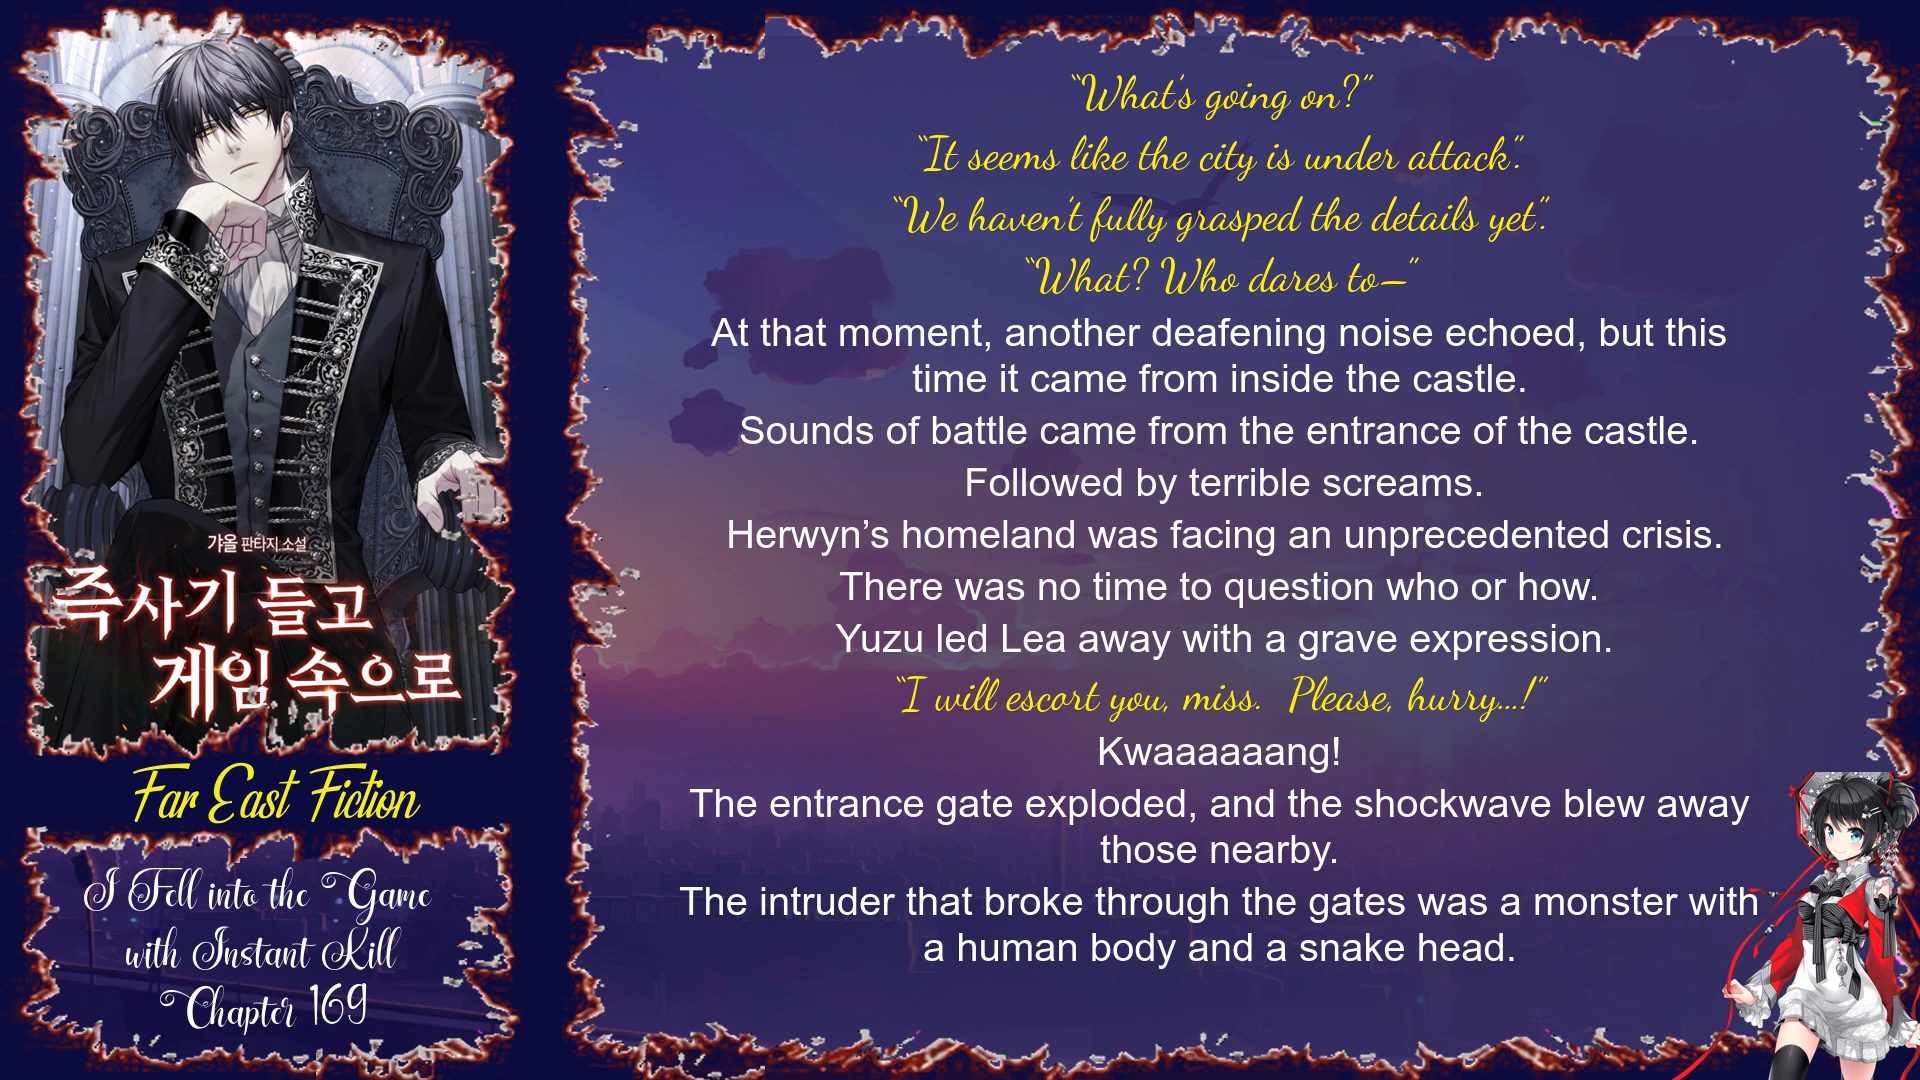 갸올 판타지 소설
즉사기 들고
게임 속으로
Far East Fiction
I Fell into the Game
with Instant Kill
Chapter 169
“What’s going on?”
“It seems like the city is under attack.”
“We haven’t fully grasped the details yet.”
“What? Who dares to—”
At that moment, another deafening noise echoed, but this
time it came from inside the castle.
Sounds of battle came from the entrance of the castle.
Followed by terrible screams.
Herwyn’s homeland was facing an unprecedented crisis.
There was no time to question who or how.
Yuzu led Lea away with a grave expression.
“I will escort you, miss.  Please, hurry…!”
Kwaaaaaang!
The entrance gate exploded, and the shockwave blew away
those nearby.
The intruder that broke through the gates was a monster with
a human body and a snake head.